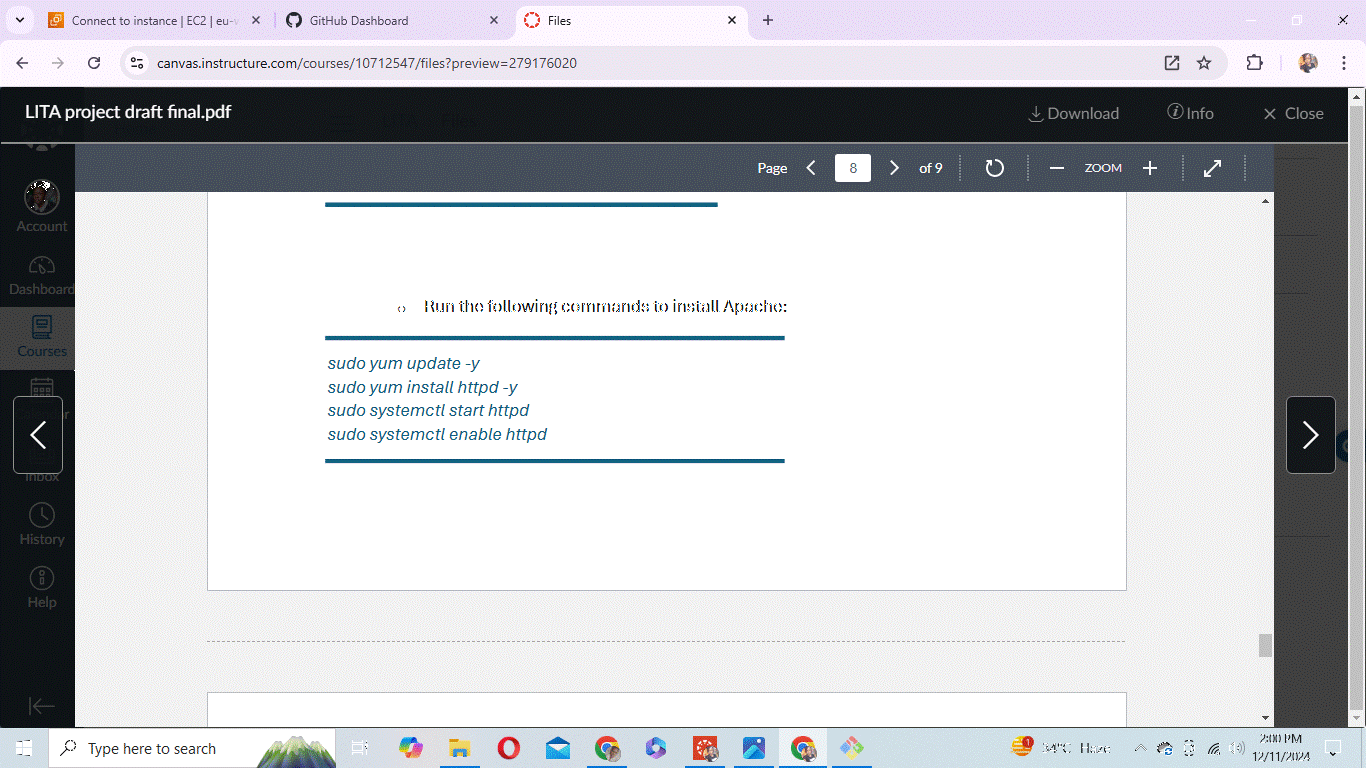 Connect to instance | EC2 | eu-
GitHub Dashboard
Files
canvas.instructure.com/courses/10712547/files?preview=279176020
LITA project draft final.pdf
Download
Info
Close
Page
8
of 9
ZOOM
Account
Dashboard
Courses
Inbox
History
Help
o Run the following commands to install Apache:
sudo yum update -y
sudo yum install httpd -y
sudo systemctl start httpd
sudo systemctl enable httpd
Type here to search
1
34°C Haze
2:00 PM
12/11/2024